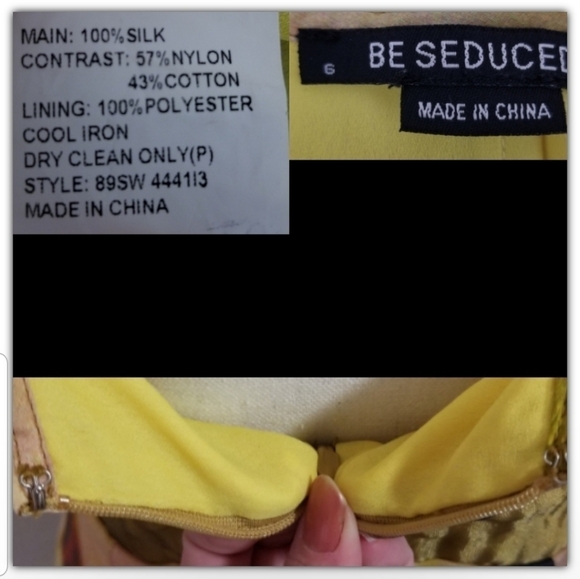 MAIN: 100%SILK
CONTRAST: 57%NYLON
43%COTTON
LINING: 100%POLYESTER
COOL IRON
DRY CLEAN ONLY(P)
STYLE: 89SW 444113
MADE IN CHINA
6
BE SEDUCED
MADE IN CHINA